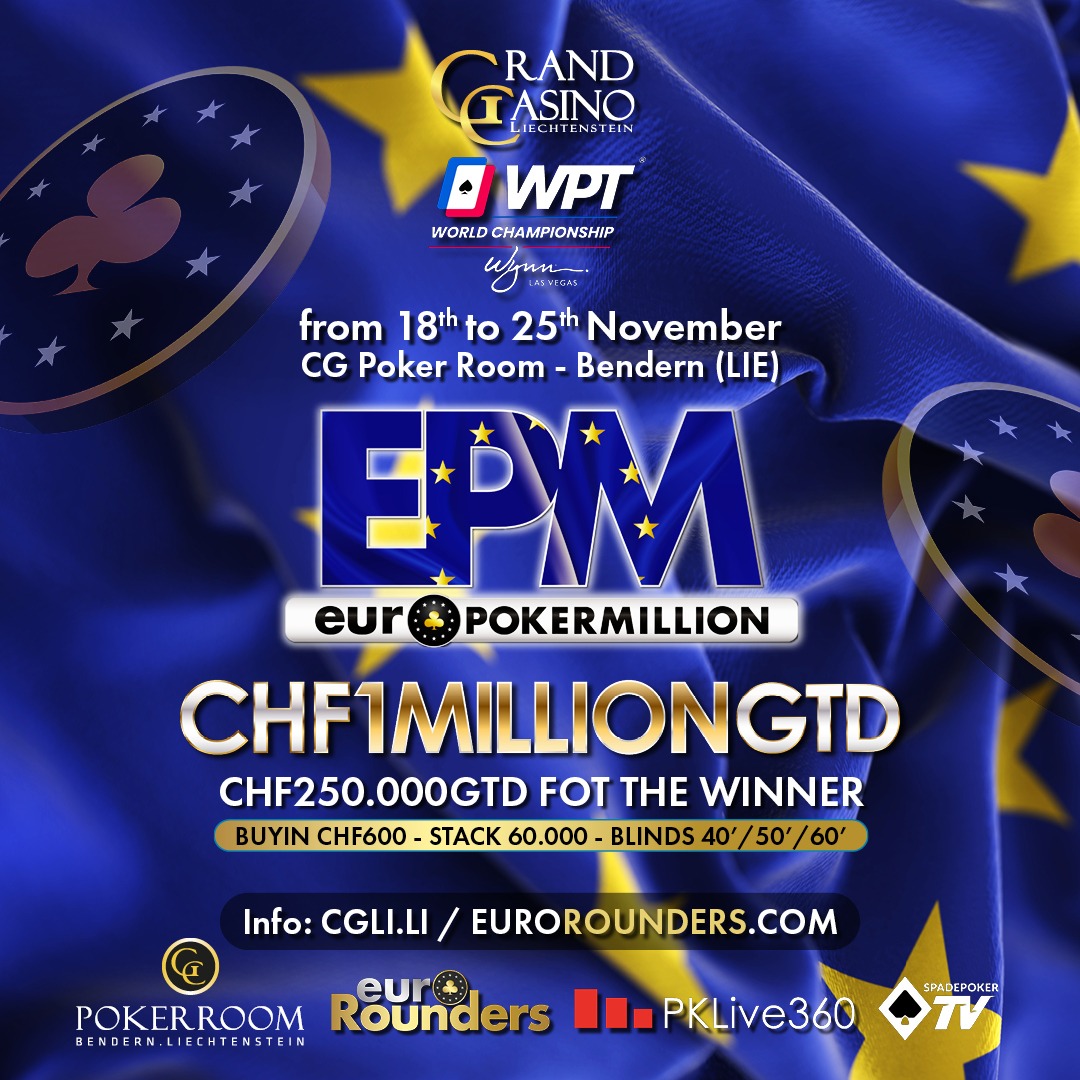 GRAND
CASINO
LIECHTENSTEIN
WPT®
WORLD CHAMPIONSHIP
Wynn
LAS VEGAS
from 18th to 25th November
CG Poker Room - Bendern (LIE)
EPM
euroPOKERMILLION
CHF1MILLIONGTD
CHF250.000GTD FOT THE WINNER
BUYIN CHF600 - STACK 60.000 - BLINDS 40’/50’/60’
Info: CGLI.LI / EUROROUNDERS.COM
CG
POKERROOM
BENDERN.LIECHTENSTEIN
euro
Rounders
PKLive360
SPADEPOKER
TV